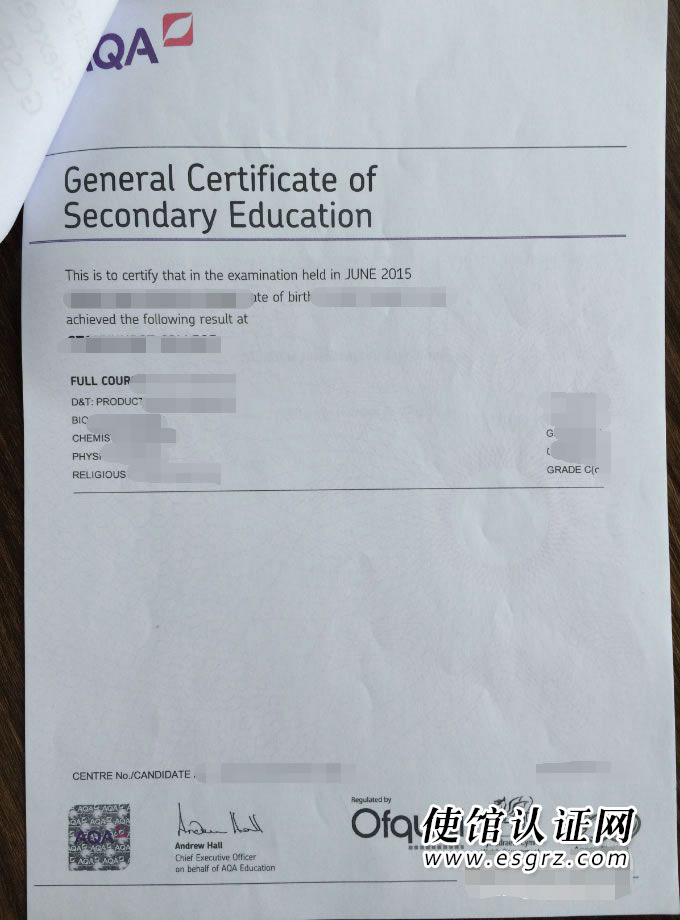 AQA
General Certificate of
Secondary Education
This is to certify that in the examination held in JUNE 2015
ate of birth
achieved the following result at
FULL COUR
D&T: PRODUCT
BIO
CHEMIS
PHYSI
RELIGIOUS
GRADE C(c
CENTRE No./CANDIDATE
AQA
Andrew Hall
Andrew Hall
Chief Executive Officer
on behalf of AQA Education
Regulated by
Ofqu
使馆认证网
www.esgrz.com